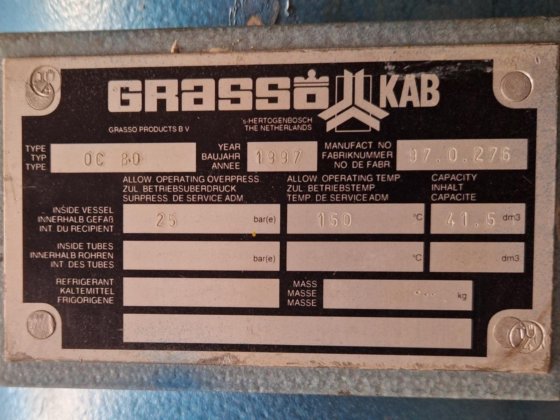 GRASSO KAB
GRASSO PRODUCTS B V
's-HERTOGENBOSCH
THE NETHERLANDS
TYPE
TYP
TYPE
OC 80
YEAR
BAUJAHR
ANNEE
1997
MANUFACT NO
FABRIKNUMMER
NO DE FABR
97.0.276
ALLOW OPERATING OVERPRESS.
ZUL BETRIEBSUBERDRUCK
SURPRESS. DE SERVICE ADM
ALLOW OPERATING TEMP.
ZUL BETRIEBSTEMP.
TEMP. DE SERVICE ADM
CAPACITY
INHALT
CAPACITE
INSIDE VESSEL
INNERHALB GEFÄß
INT DU RECIPIENT
25 bar(e)
150 °C
41.5 dm3
INSIDE TUBES
INNERHALB ROHREN
INT DES TUBES
bar(e)
°C
dm3
REFRIGERANT
KALTEMITTEL
FRIGORIGENE
MASS
MASSE
MASSE
kg